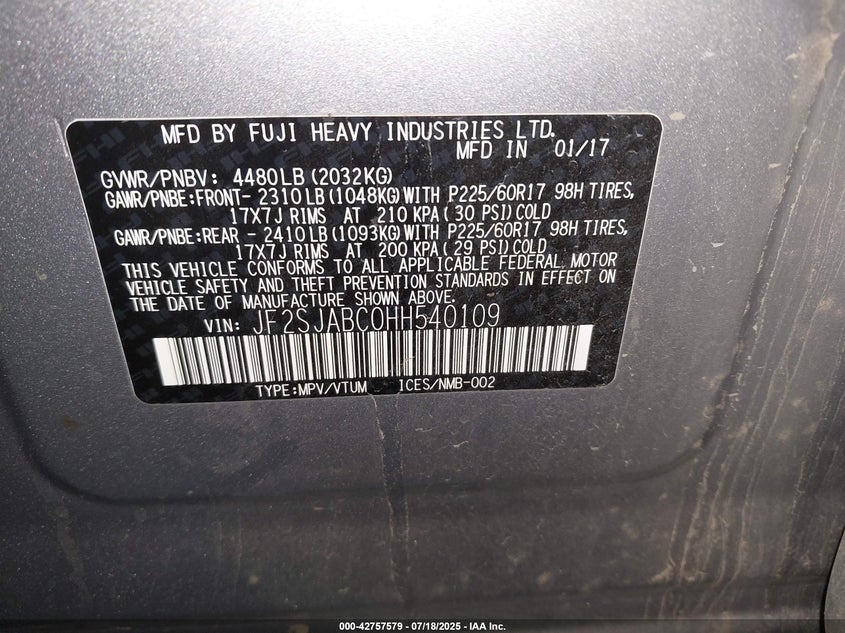 MFD BY FUJI HEAVY INDUSTRIES LTD.
MFD IN 01/17
GVWR/PNBV: 4480LB (2032KG)
GAWR/PNBE:FRONT- 2310 LB (1048KG) WITH P225/60R17 98H TIRES,
17X7J RIMS AT 210 KPA ( 30 PSI) COLD
GAWR/PNBE:REAR - 2410 LB (1093KG) WITH P225/60R17 98H TIRES,
17X7J RIMS AT 200 KPA ( 29 PSI) COLD
THIS VEHICLE CONFORMS TO ALL APPLICABLE FEDERAL MOTOR
VEHICLE SAFETY AND THEFT PREVENTION STANDARDS IN EFFECT ON
THE DATE OF MANUFACTURE SHOWN ABOVE.
VIN: JF2SJABC0HH540109
TYPE:MPV/VTUM ICES/NMB-002
000-42757579 - 07/18/2025 - IAA Inc.